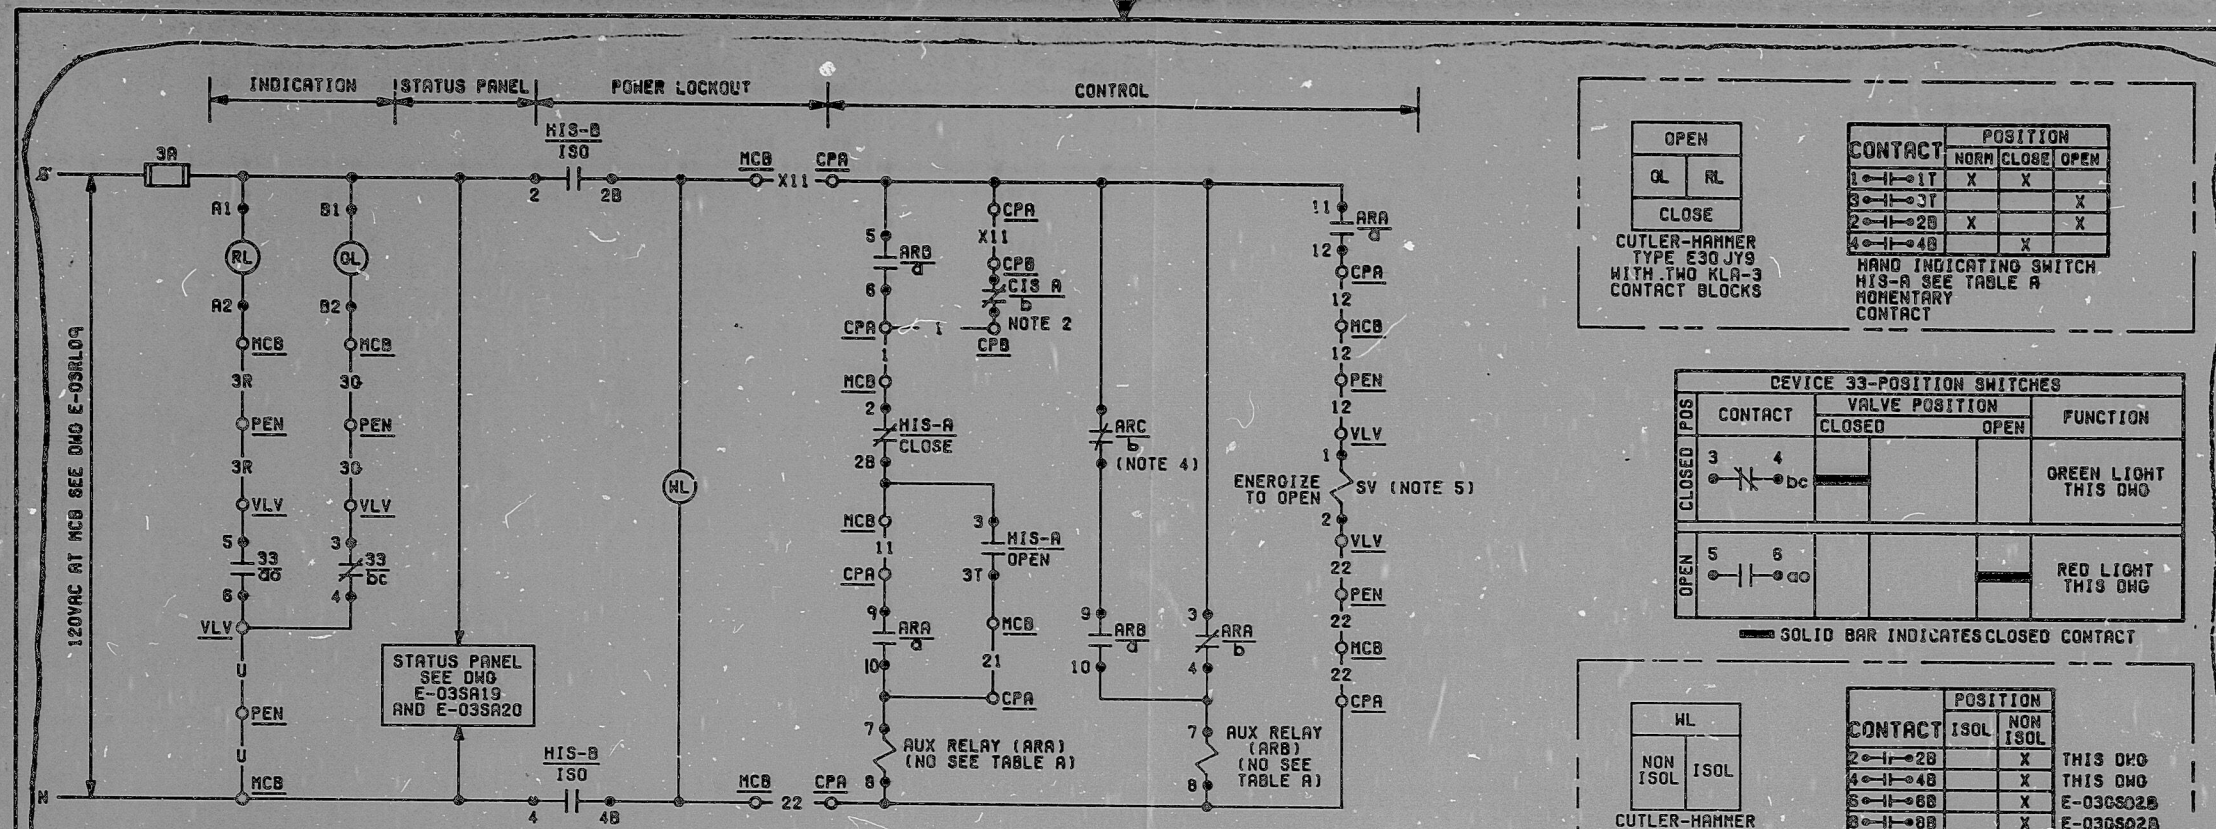 INDICATION
STATUS PANEL
POWER LOCKOUT
CONTROL
120VAC AT MCB SEE DWG E-03RL09
3A
HIS-B
ISO
2
2B
MCB
X11
CPA
A1
RL
A2
MCB
3R
PEN
3R
VLV
5
33
ao
6
VLV
U
PEN
U
MCB
N
B1
GL
B2
MCB
3G
PEN
3G
VLV
3
33
bc
4
STATUS PANEL
SEE DWG
E-03SA19
AND E-03SA20
HIS-B
ISO
4
4B
WL
MCB
22
CPA
5
ARB
a
6
CPA
1
1
MCB
2
HIS-A
CLOSE
2B
MCB
11
CPA
9
ARA
a
10
7
AUX RELAY (ARA)
(NO SEE TABLE A)
8
CPA
X11
CPB
CIS A
b
NOTE 2
CPB
3
HIS-A
OPEN
3T
MCB
21
CPA
ARC
b
(NOTE 4)
9
ARB
a
10
3
ARA
b
4
7
AUX RELAY
(ARB)
(NO SEE
TABLE A)
8
11
ARA
a
12
CPA
12
MCB
12
PEN
12
VLV
1
ENERGIZE
TO OPEN
SV (NOTE 5)
2
VLV
22
PEN
22
MCB
22
CPA
OPEN
GL RL
CLOSE
CUTLER-HAMMER
TYPE E30JY9
WITH TWO KLA-3
CONTACT BLOCKS
CONTACT POSITION
NORM CLOSE OPEN
1 1T X X
3 3T X
2 2B X X
4 4B X
HAND INDICATING SWITCH
HIS-A SEE TABLE A
MOMENTARY
CONTACT
DEVICE 33-POSITION SWITCHES
POS CONTACT VALVE POSITION FUNCTION
CLOSED OPEN
CLOSED
3 4
bc
GREEN LIGHT
THIS DWG
OPEN
5 6
ao
RED LIGHT
THIS DWG
SOLID BAR INDICATES CLOSED CONTACT
WL
NON
ISOL
ISOL
CUTLER-HAMMER
CONTACT POSITION
ISOL NON
ISOL
2 2B X THIS DWG
4 4B X THIS DWG
6 6B X E-03GS02B
8 8B X E-03GS02B